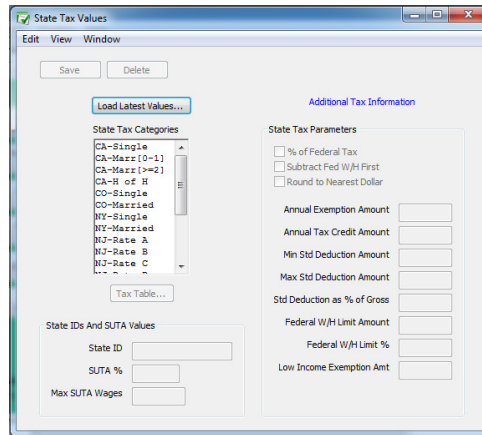 State Tax Values
Edit View Window
Save Delete
Load Latest Values...
Additional Tax Information
State Tax Categories
CA-Single
CA-Marr[0-1]
CA-Marr[>=2]
CA-H of H
CO-Single
CO-Married
NY-Single
NY-Married
NJ-Rate A
NJ-Rate B
NJ-Rate C
Tax Table...
State Tax Parameters
% of Federal Tax
Subtract Fed W/H First
Round to Nearest Dollar
Annual Exemption Amount
Annual Tax Credit Amount
Min Std Deduction Amount
Max Std Deduction Amount
Std Deduction as % of Gross
Federal W/H Limit Amount
Federal W/H Limit %
Low Income Exemption Amt
State IDs And SUTA Values
State ID
SUTA %
Max SUTA Wages